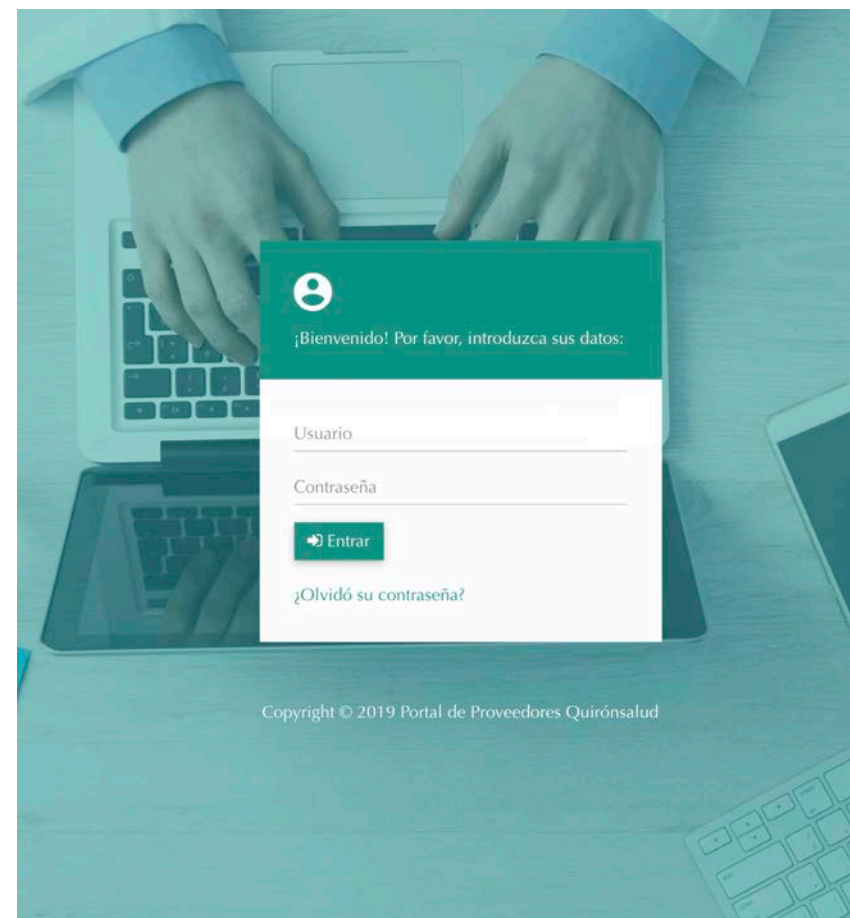 ¡Bienvenido! Por favor, introduzca sus datos:
Usuario
Contraseña
Entrar
¿Olvidó su contraseña?
Copyright © 2019 Portal de Proveedores Quirónsalud